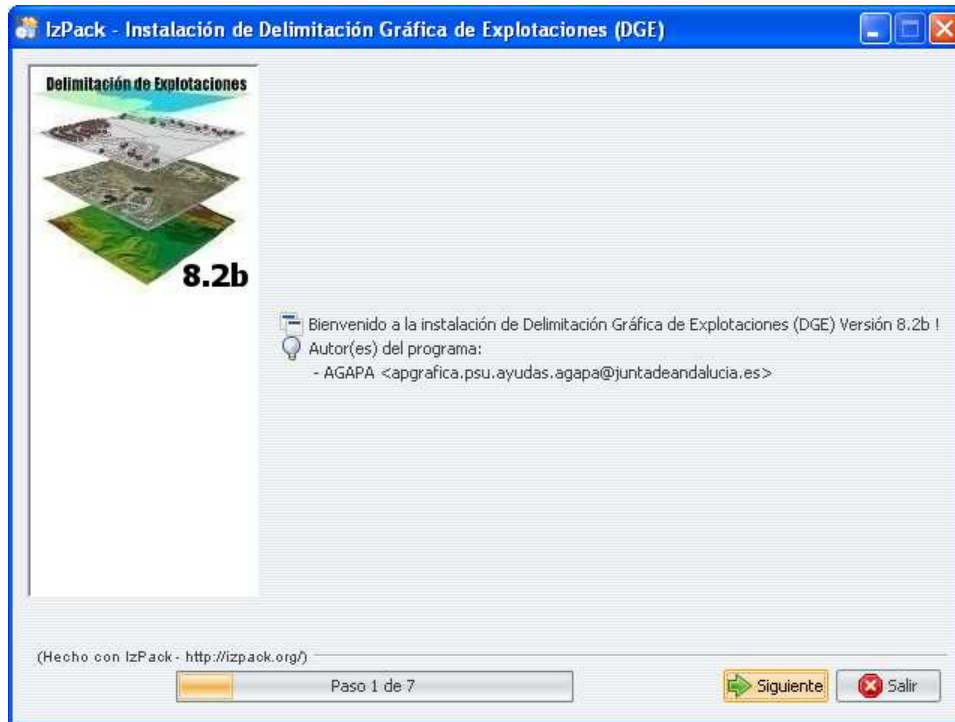 IzPack - Instalación de Delimitación Gráfica de Explotaciones (DGE)
Delimitación de Explotaciones
8.2b
Bienvenido a la instalación de Delimitación Gráfica de Explotaciones (DGE) Versión 8.2b !
Autor(es) del programa:
- AGAPA <apgrafica.psu.ayudas.agapa@juntadeandalucia.es>
(Hecho con IzPack - http://izpack.org/)
Paso 1 de 7
Siguiente
Salir